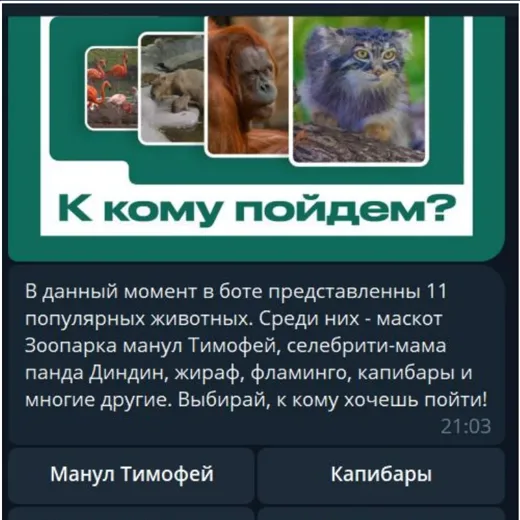 К кому пойдем?
В данный момент в боте представленны 11
популярных животных. Среди них - маскот
Зоопарка манул Тимофей, селебрити-мама
панда Диндин, жираф, фламинго, капибары и
многие другие. Выбирай, к кому хочешь пойти!
21:03
Манул Тимофей
Капибары